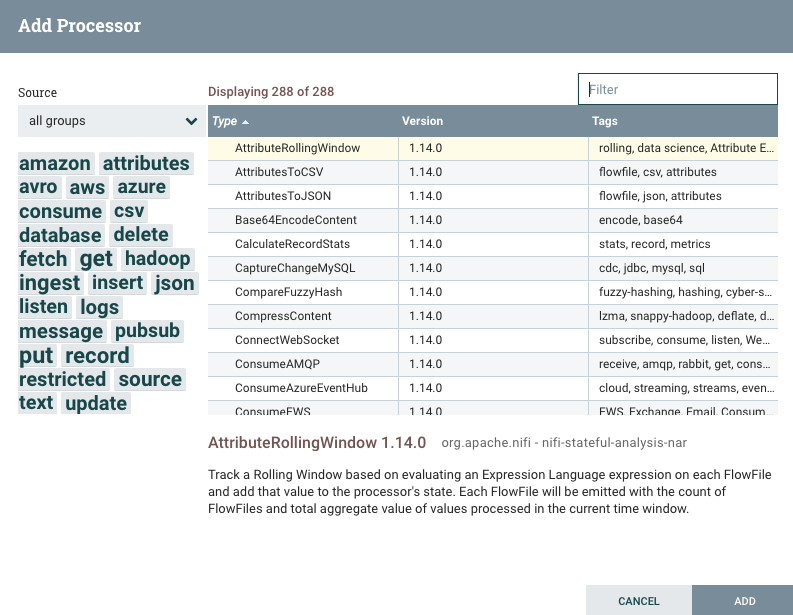 Add Processor
Source
Displaying 288 of 288
Filter
all groups
Type Version Tags
amazon attributes
avro aws azure
consume csv
database delete
fetch get hadoop
ingest insert json
listen logs
message pubsub
put record
restricted source
text update
AttributeRollingWindow 1.14.0 rolling, data science, Attribute E...
AttributesToCSV 1.14.0 flowfile, csv, attributes
AttributesToJSON 1.14.0 flowfile, json, attributes
Base64EncodeContent 1.14.0 encode, base64
CalculateRecordStats 1.14.0 stats, record, metrics
CaptureChangeMySQL 1.14.0 cdc, jdbc, mysql, sql
CompareFuzzyHash 1.14.0 fuzzy-hashing, hashing, cyber-s...
CompressContent 1.14.0 lzma, snappy-hadoop, deflate, d...
ConnectWebSocket 1.14.0 subscribe, consume, listen, We...
ConsumeAMQP 1.14.0 receive, amqp, rabbit, get, cons...
ConsumeAzureEventHub 1.14.0 cloud, streaming, streams, even...
ConsumeEWS 1.14.0 EWS, Exchange, Email, Consum...
AttributeRollingWindow 1.14.0 org.apache.nifi - nifi-stateful-analysis-nar
Track a Rolling Window based on evaluating an Expression Language expression on each FlowFile
and add that value to the processor's state. Each FlowFile will be emitted with the count of
FlowFiles and total aggregate value of values processed in the current time window.
CANCEL ADD